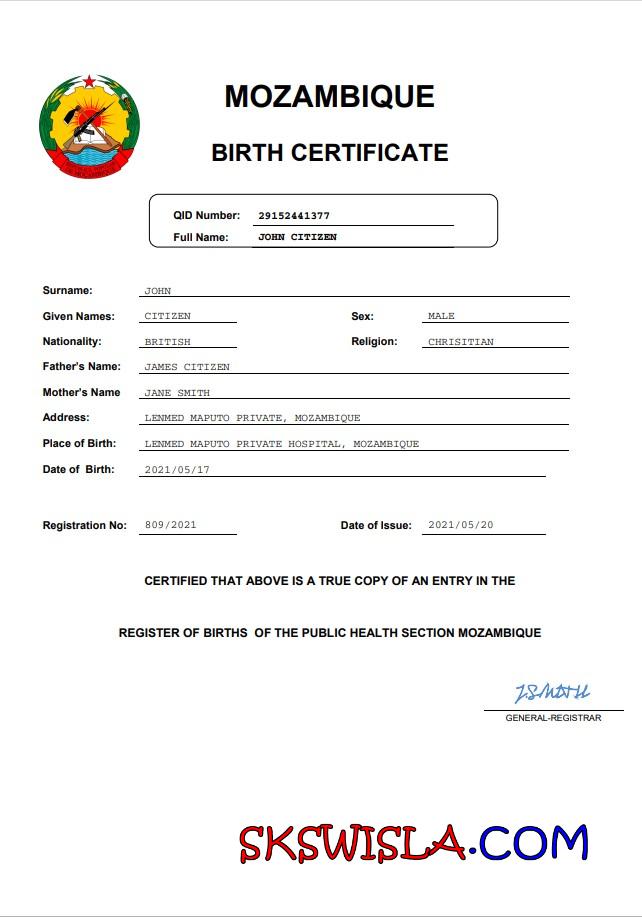 MOZAMBIQUE
BIRTH CERTIFICATE
QID Number: 29152441377
Full Name: JOHN CITIZEN
Surname: JOHN
Given Names: CITIZEN Sex: MALE
Nationality: BRITISH Religion: CHRISITIAN
Father's Name: JAMES CITIZEN
Mother's Name JANE SMITH
Address: LENMED MAPUTO PRIVATE, MOZAMBIQUE
Place of Birth: LENMED MAPUTO PRIVATE HOSPITAL, MOZAMBIQUE
Date of Birth: 2021/05/17
Registration No: 809/2021 Date of Issue: 2021/05/20
CERTIFIED THAT ABOVE IS A TRUE COPY OF AN ENTRY IN THE
REGISTER OF BIRTHS OF THE PUBLIC HEALTH SECTION MOZAMBIQUE
J.SMITH
GENERAL-REGISTRAR
SKSWISLA.COM